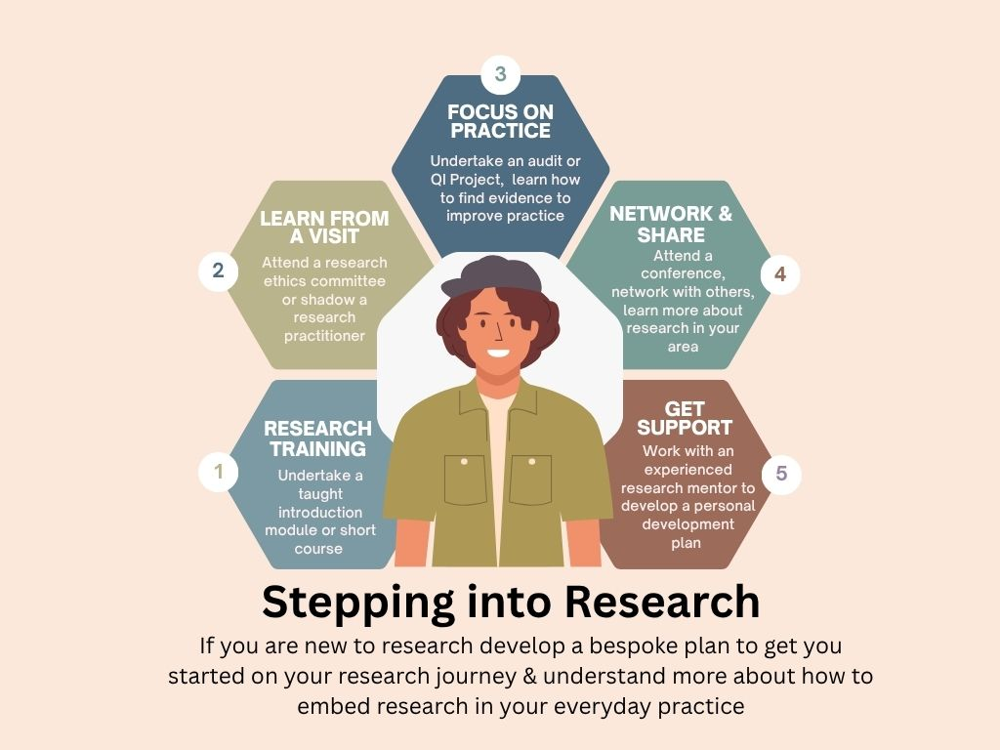 3
FOCUS ON
PRACTICE
Undertake an audit or
QI Project, learn how
to find evidence to
improve practice
2
LEARN FROM
A VISIT
Attend a research
ethics committee
or shadow a
research
practitioner
4
NETWORK &
SHARE
Attend a
conference,
network with others,
learn more about
research in your
area
1
RESEARCH
TRAINING
Undertake a
taught
introduction
module or short
course
5
GET
SUPPORT
Work with an
experienced
research mentor to
develop a personal
development
plan
Stepping into Research
If you are new to research develop a bespoke plan to get you
started on your research journey & understand more about how to
embed research in your everyday practice